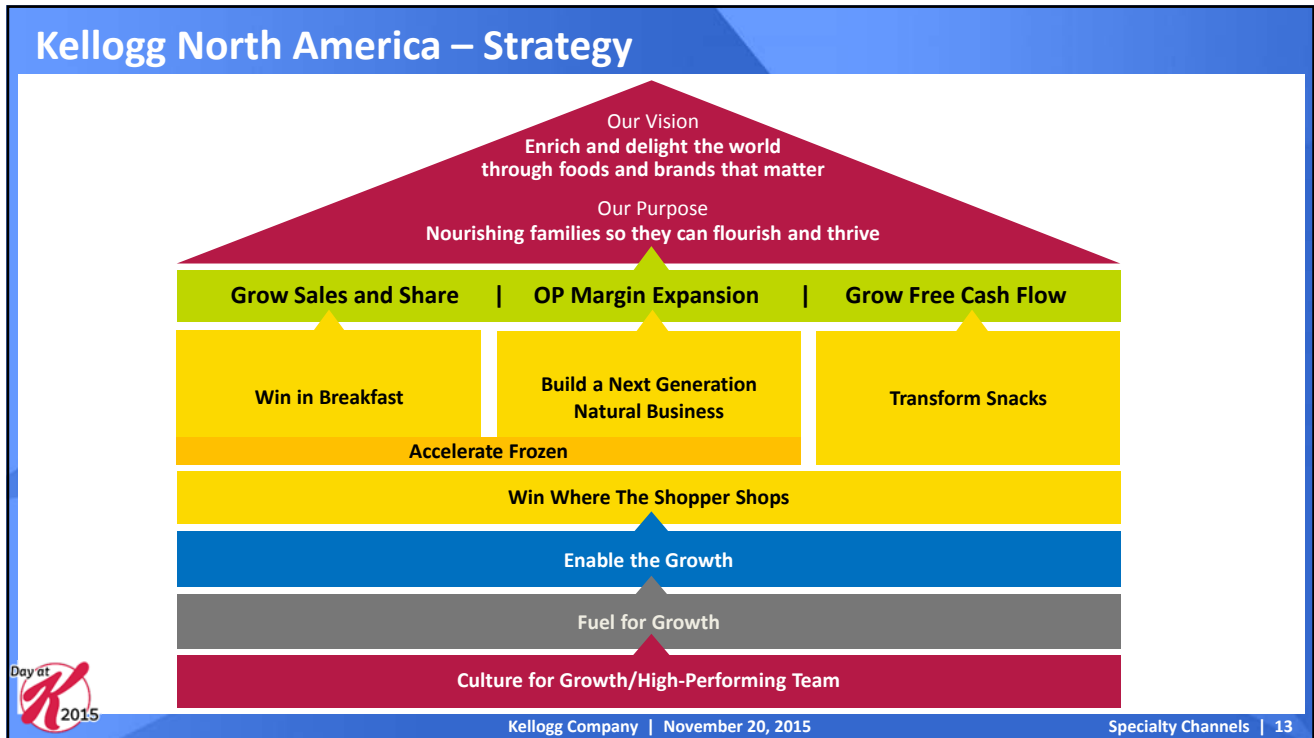 Kellogg North America – Strategy
Our Vision
Enrich and delight the world
through foods and brands that matter
Our Purpose
Nourishing families so they can flourish and thrive
Grow Sales and Share | OP Margin Expansion | Grow Free Cash Flow
Win in Breakfast
Build a Next Generation
Natural Business
Transform Snacks
Accelerate Frozen
Win Where The Shopper Shops
Enable the Growth
Fuel for Growth
Culture for Growth/High-Performing Team
Day at
K
2015
Kellogg Company | November 20, 2015
Specialty Channels | 13